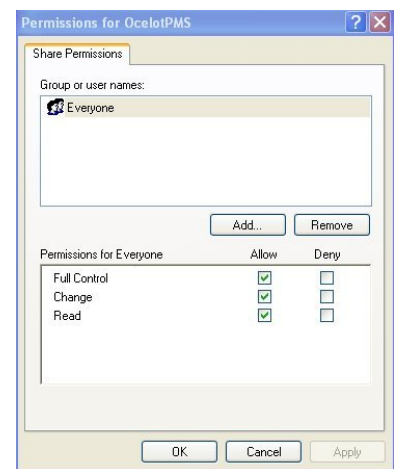 Permissions for OcelotPMS
Share Permissions
Group or user names:
Everyone
Add... Remove
Permissions for Everyone Allow Deny
Full Control
Change
Read
OK Cancel Apply